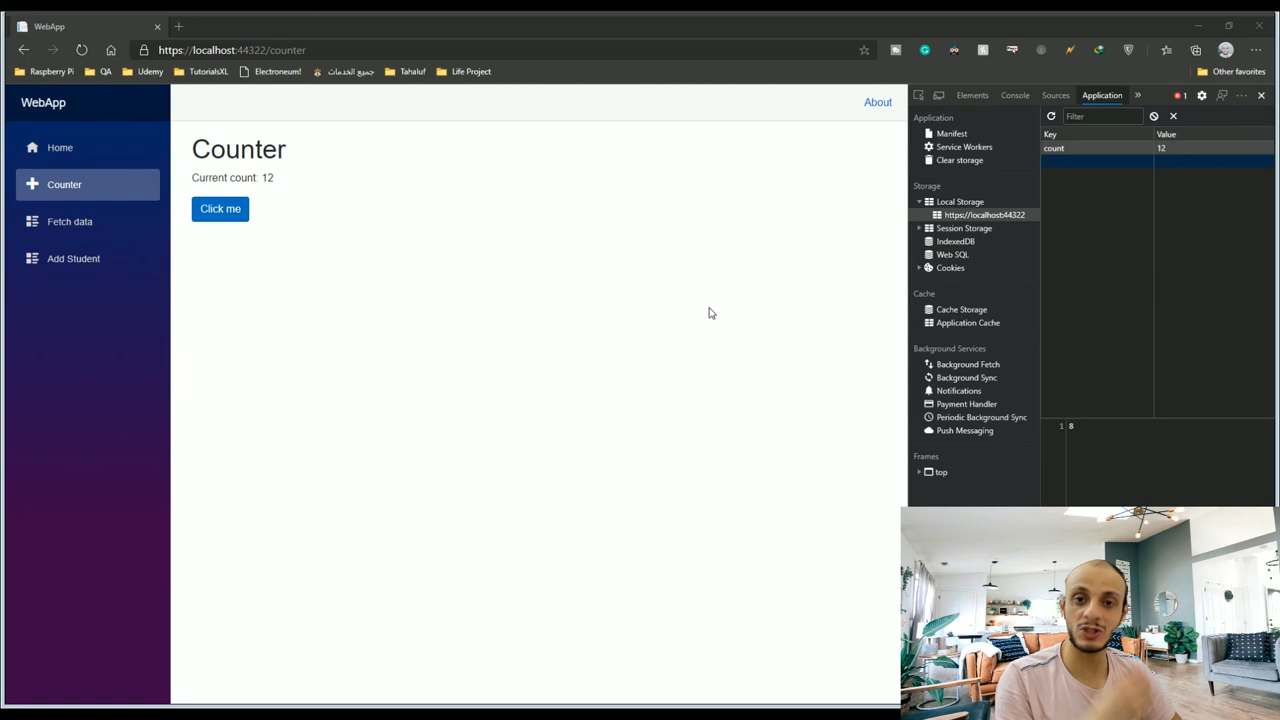 WebApp
https://localhost:44322/counter
Raspberry Pi
QA
Udemy
TutorialsXL
Electroneum!
جميع الخدمات
Tahaluf
Life Project
Other favorites
WebApp
Home
Counter
Fetch data
Add Student
About
Counter
Current count: 12
Click me
Elements
Console
Sources
Application
1
Application
Manifest
Service Workers
Clear storage
Storage
Local Storage
https://localhost:44322
Session Storage
IndexedDB
Web SQL
Cookies
Cache
Cache Storage
Application Cache
Background Services
Background Fetch
Background Sync
Notifications
Payment Handler
Periodic Background Sync
Push Messaging
Frames
top
Filter
Key Value
count 12
1 8